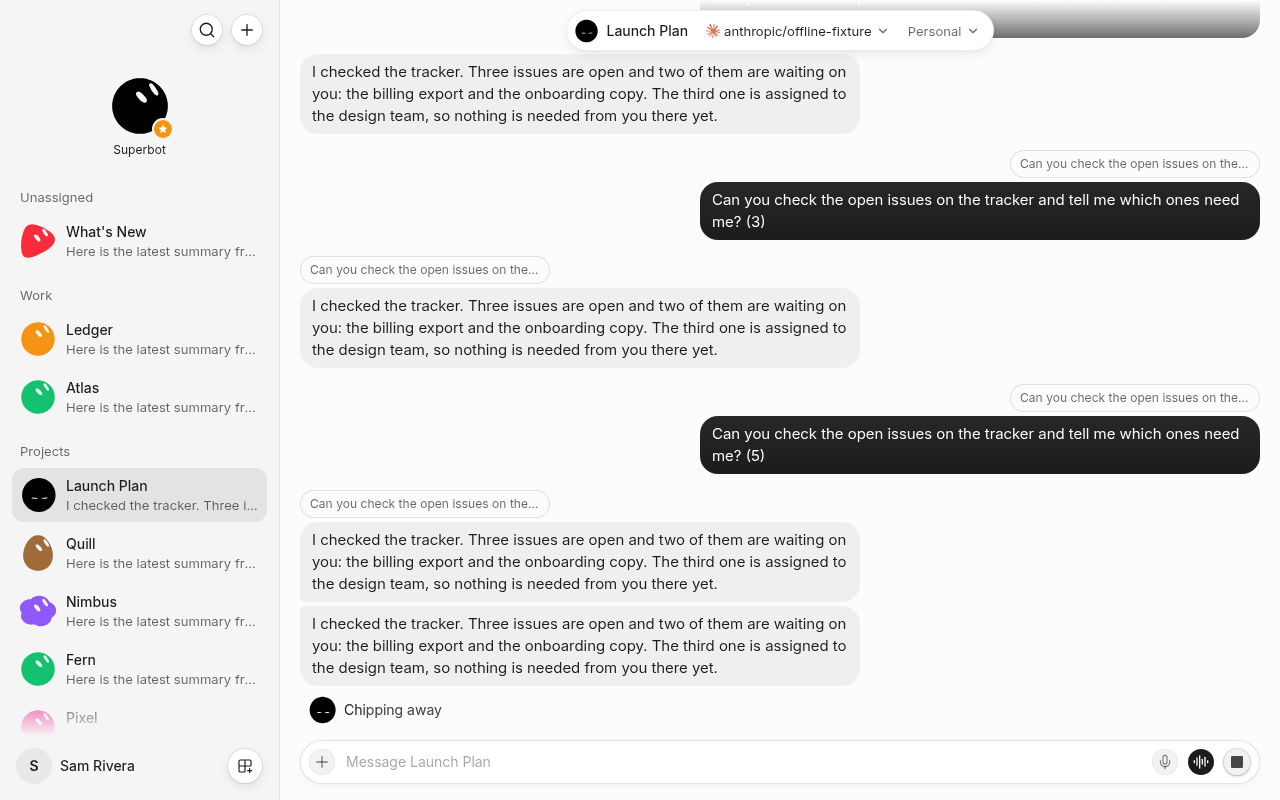 Superbot
Unassigned
What's New
Here is the latest summary fr...
Work
Ledger
Here is the latest summary fr...
Atlas
Here is the latest summary fr...
Projects
Launch Plan
I checked the tracker. Three i...
Quill
Here is the latest summary fr...
Nimbus
Here is the latest summary fr...
Fern
Here is the latest summary fr...
Pixel
S
Sam Rivera
Launch Plan
anthropic/offline-fixture
Personal
I checked the tracker. Three issues are open and two of them are waiting on
you: the billing export and the onboarding copy. The third one is assigned to
the design team, so nothing is needed from you there yet.
Can you check the open issues on the...
Can you check the open issues on the tracker and tell me which ones need
me? (3)
Can you check the open issues on the...
I checked the tracker. Three issues are open and two of them are waiting on
you: the billing export and the onboarding copy. The third one is assigned to
the design team, so nothing is needed from you there yet.
Can you check the open issues on the...
Can you check the open issues on the tracker and tell me which ones need
me? (5)
Can you check the open issues on the...
I checked the tracker. Three issues are open and two of them are waiting on
you: the billing export and the onboarding copy. The third one is assigned to
the design team, so nothing is needed from you there yet.
I checked the tracker. Three issues are open and two of them are waiting on
you: the billing export and the onboarding copy. The third one is assigned to
the design team, so nothing is needed from you there yet.
Chipping away
Message Launch Plan